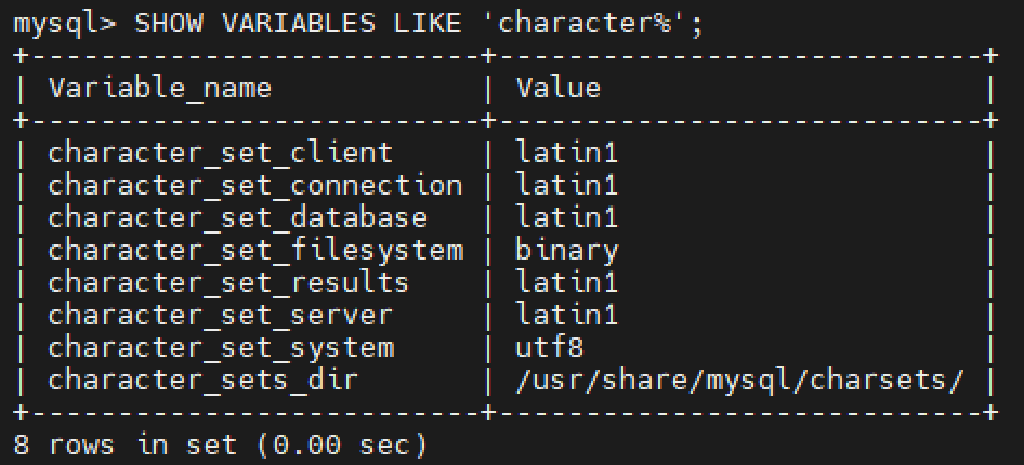 mysql> SHOW VARIABLES LIKE 'character%';
+--------------------------+----------------------------+
| Variable_name            | Value                      |
+--------------------------+----------------------------+
| character_set_client     | latin1                     |
| character_set_connection | latin1                     |
| character_set_database   | latin1                     |
| character_set_filesystem | binary                     |
| character_set_results    | latin1                     |
| character_set_server     | latin1                     |
| character_set_system     | utf8                       |
| character_sets_dir       | /usr/share/mysql/charsets/ |
+--------------------------+----------------------------+
8 rows in set (0.00 sec)